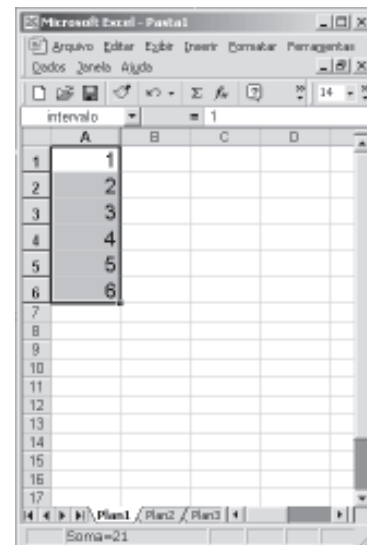 Microsoft Excel - Pasta1
Arquivo Editar Exibir Inserir Formatar Ferramentas
Dados Janela Ajuda
Σ fx 14
intervalo = 1
A B C D
1 1
2 2
3 3
4 4
5 5
6 6
7
8
9
10
11
12
13
14
15
16
17
Plan1 Plan2 Plan3
Soma=21